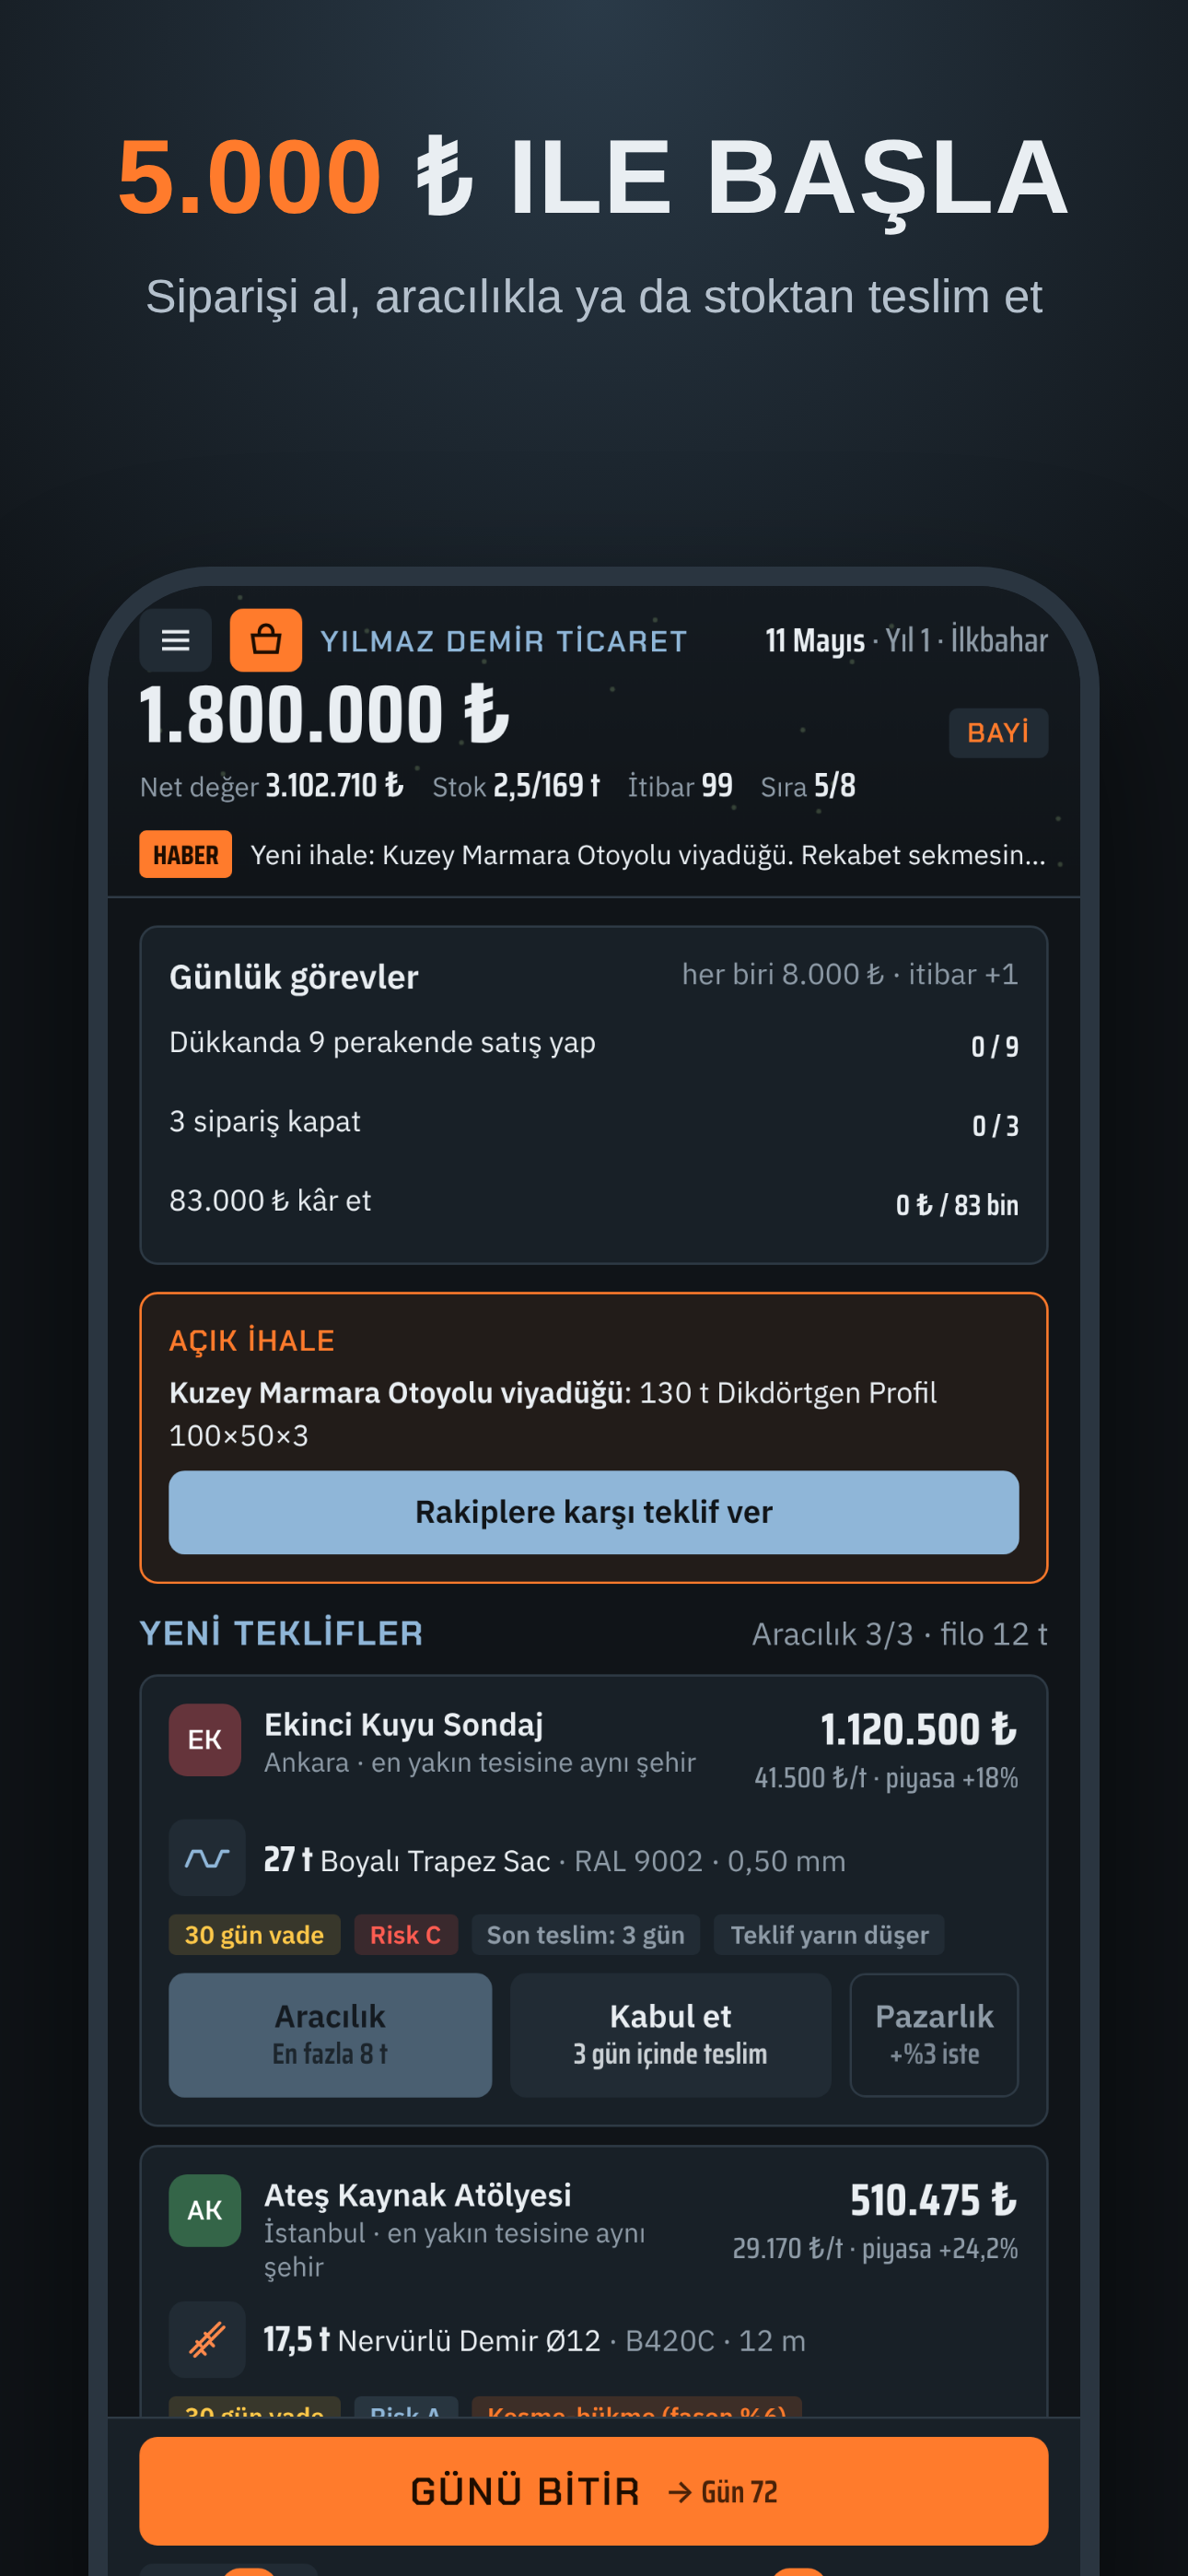 5.000 ₺ ILE BAŞLA
Siparişi al, aracılıkla ya da stoktan teslim et
YILMAZ DEMİR TİCARET
11 Mayıs · Yıl 1 · İlkbahar
1.800.000 ₺
BAYİ
Net değer 3.102.710 ₺ Stok 2,5/169 t İtibar 99 Sıra 5/8
HABER Yeni ihale: Kuzey Marmara Otoyolu viyadüğü. Rekabet sekmesin...
Günlük görevler
her biri 8.000 ₺ · itibar +1
Dükkanda 9 perakende satış yap
0 / 9
3 sipariş kapat
0 / 3
83.000 ₺ kâr et
0 ₺ / 83 bin
AÇIK İHALE
Kuzey Marmara Otoyolu viyadüğü: 130 t Dikdörtgen Profil
100×50×3
Rakiplere karşı teklif ver
YENİ TEKLİFLER
Aracılık 3/3 · filo 12 t
EK
Ekinci Kuyu Sondaj
1.120.500 ₺
Ankara · en yakın tesisine aynı şehir
41.500 ₺/t · piyasa +18%
27 t Boyalı Trapez Sac · RAL 9002 · 0,50 mm
30 gün vade
Risk C
Son teslim: 3 gün
Teklif yarın düşer
Aracılık
En fazla 8 t
Kabul et
3 gün içinde teslim
Pazarlık
+%3 iste
AK
Ateş Kaynak Atölyesi
510.475 ₺
İstanbul · en yakın tesisine aynı
şehir
29.170 ₺/t · piyasa +24,2%
17,5 t Nervürlü Demir Ø12 · B420C · 12 m
30 gün vade
Risk A
Kesme-bükme (fason %6)
GÜNÜ BİTİR → Gün 72